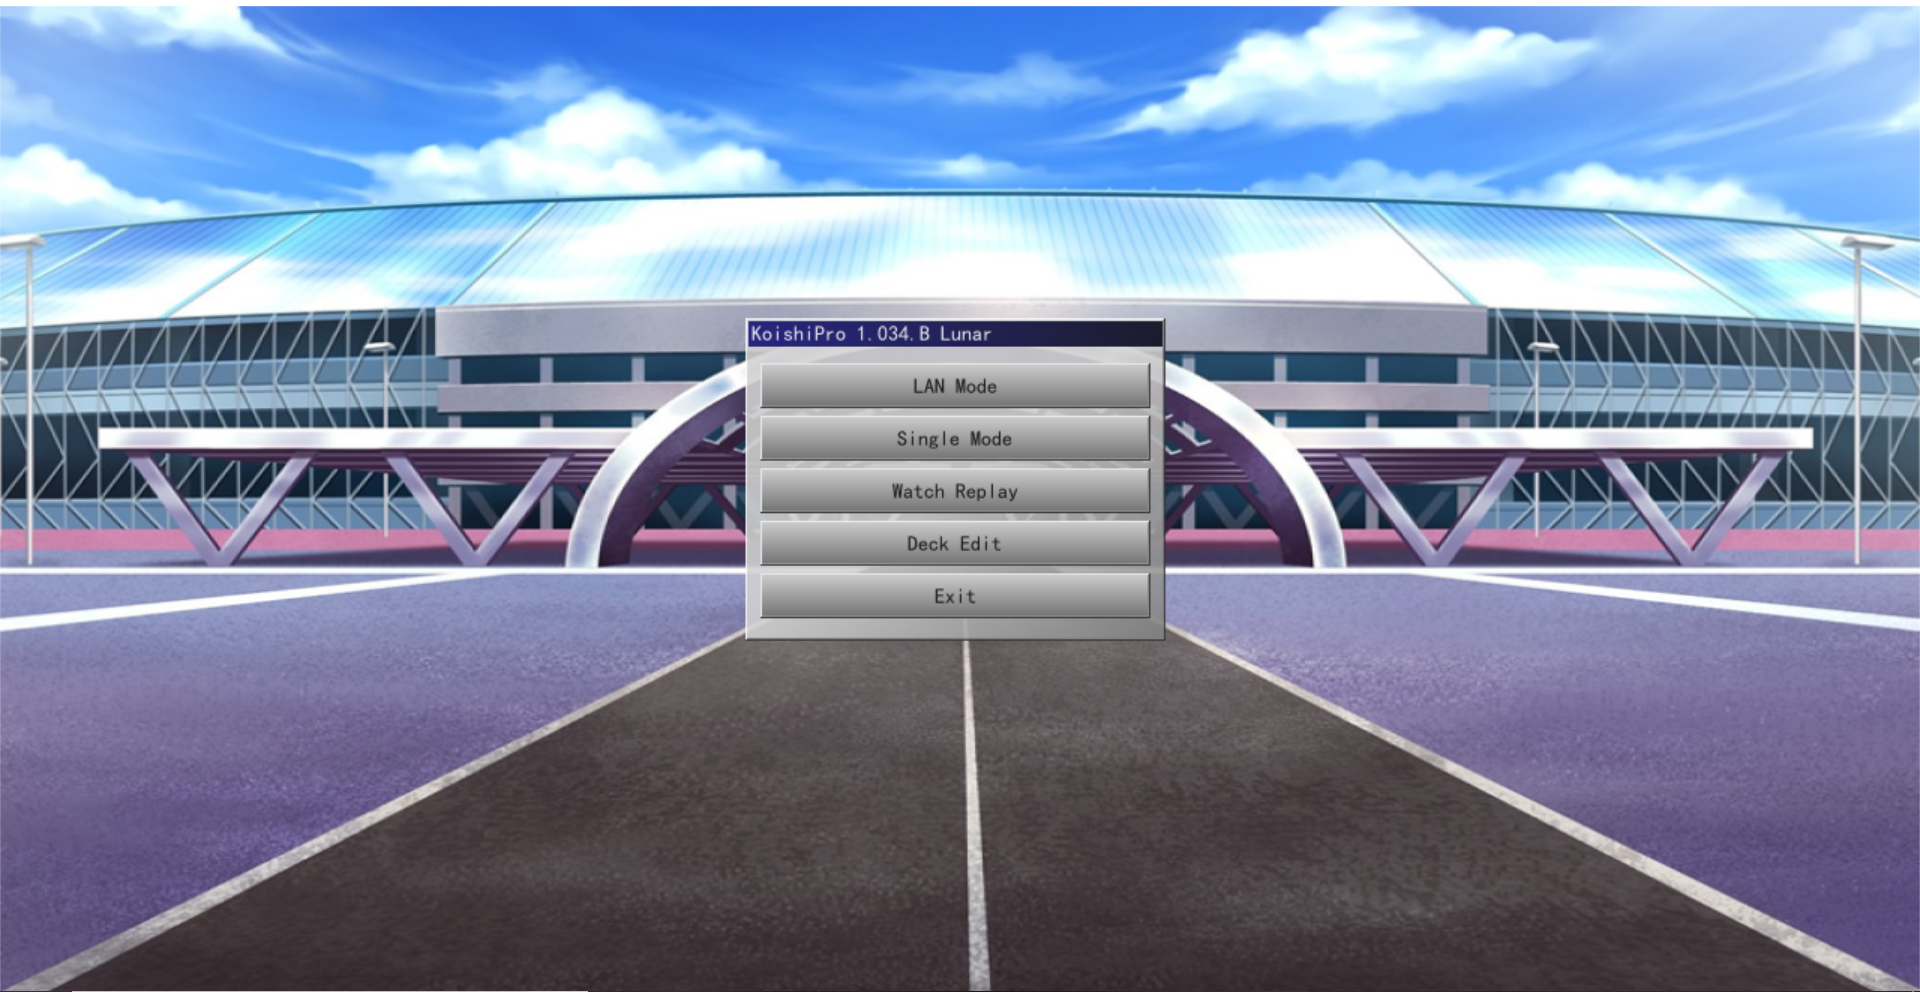 KoishiPro 1.034.B Lunar
LAN Mode
Single Mode
Watch Replay
Deck Edit
Exit